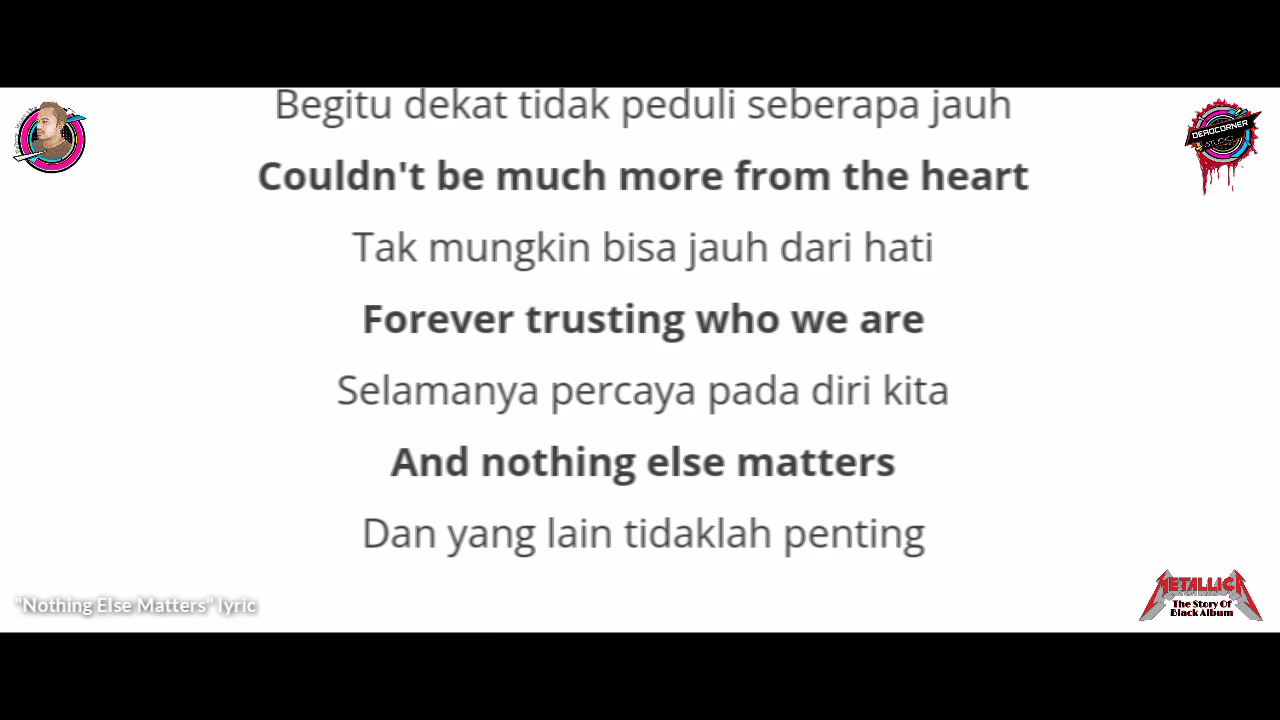 Begitu dekat tidak peduli seberapa jauh
Couldn't be much more from the heart
Tak mungkin bisa jauh dari hati
Forever trusting who we are
Selamanya percaya pada diri kita
And nothing else matters
Dan yang lain tidaklah penting
"Nothing Else Matters" lyric
DEROCORNER
STUDIO
METALLICA
The Story Of
Black Album